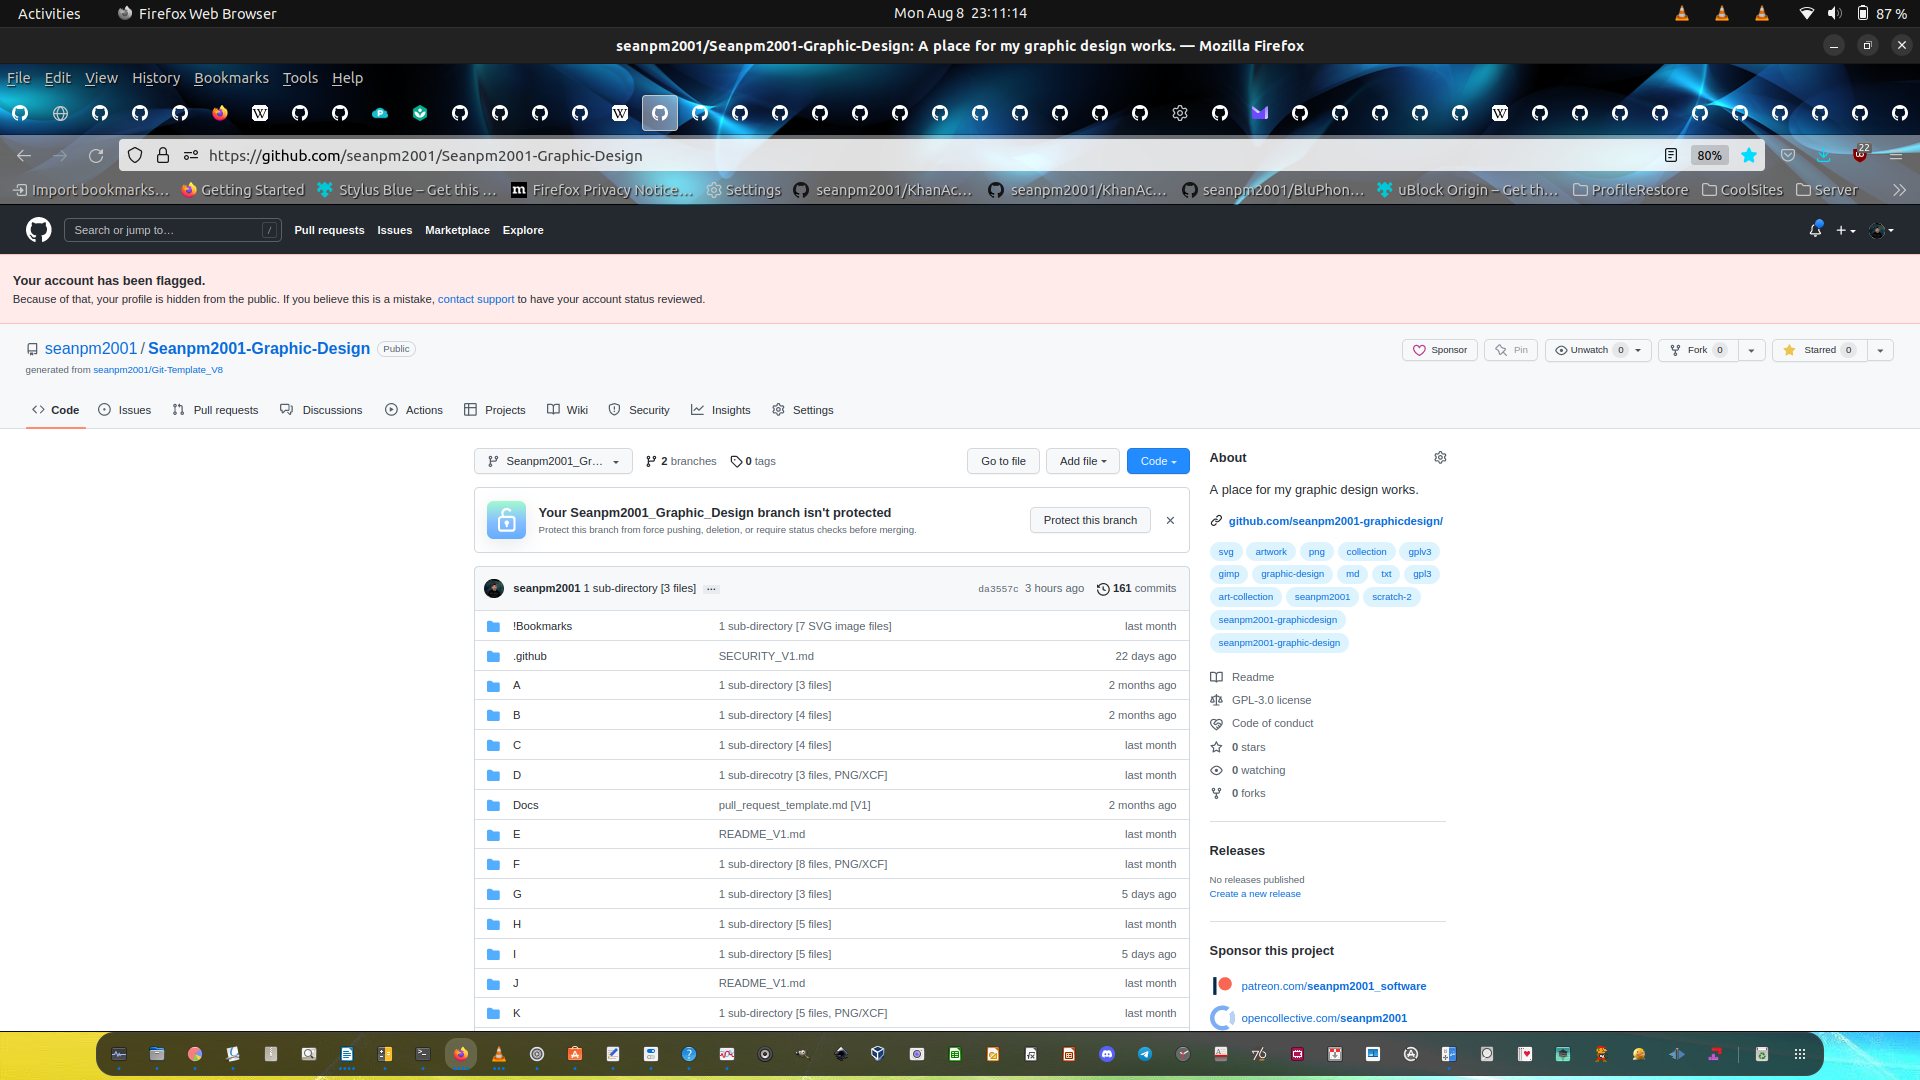 Activities
Firefox Web Browser
Mon Aug 8 23:11:14
87 %
seanpm2001/Seanpm2001-Graphic-Design: A place for my graphic design works. — Mozilla Firefox
File Edit View History Bookmarks Tools Help
https://github.com/seanpm2001/Seanpm2001-Graphic-Design
80%
22
Import bookmarks… Getting Started Stylus Blue – Get this … Firefox Privacy Notice… Settings seanpm2001/KhanAc… seanpm2001/KhanAc… seanpm2001/BluPhon… uBlock Origin – Get th… ProfileRestore CoolSites Server
Search or jump to… /
Pull requests Issues Marketplace Explore
Your account has been flagged.
Because of that, your profile is hidden from the public. If you believe this is a mistake, contact support to have your account status reviewed.
seanpm2001 / Seanpm2001-Graphic-Design Public
generated from seanpm2001/Git-Template_V8
Sponsor Pin Unwatch 0 Fork 0 Starred 0
Code Issues Pull requests Discussions Actions Projects Wiki Security Insights Settings
Seanpm2001_Gr… 2 branches 0 tags
Go to file Add file Code
Your Seanpm2001_Graphic_Design branch isn't protected
Protect this branch from force pushing, deletion, or require status checks before merging.
Protect this branch
seanpm2001 1 sub-directory [3 files] … da3557c 3 hours ago 161 commits
!Bookmarks 1 sub-directory [7 SVG image files] last month
.github SECURITY_V1.md 22 days ago
A 1 sub-directory [3 files] 2 months ago
B 1 sub-directory [4 files] 2 months ago
C 1 sub-directory [4 files] last month
D 1 sub-direcotry [3 files, PNG/XCF] last month
Docs pull_request_template.md [V1] 2 months ago
E README_V1.md last month
F 1 sub-directory [8 files, PNG/XCF] last month
G 1 sub-directory [3 files] 5 days ago
H 1 sub-directory [5 files] last month
I 1 sub-directory [5 files] 5 days ago
J README_V1.md last month
K 1 sub-directory [5 files, PNG/XCF] last month
About
A place for my graphic design works.
github.com/seanpm2001-graphicdesign/
svg artwork png collection gplv3
gimp graphic-design md txt gpl3
art-collection seanpm2001 scratch-2
seanpm2001-graphicdesign
seanpm2001-graphic-design
Readme
GPL-3.0 license
Code of conduct
0 stars
0 watching
0 forks
Releases
No releases published
Create a new release
Sponsor this project
patreon.com/seanpm2001_software
opencollective.com/seanpm2001